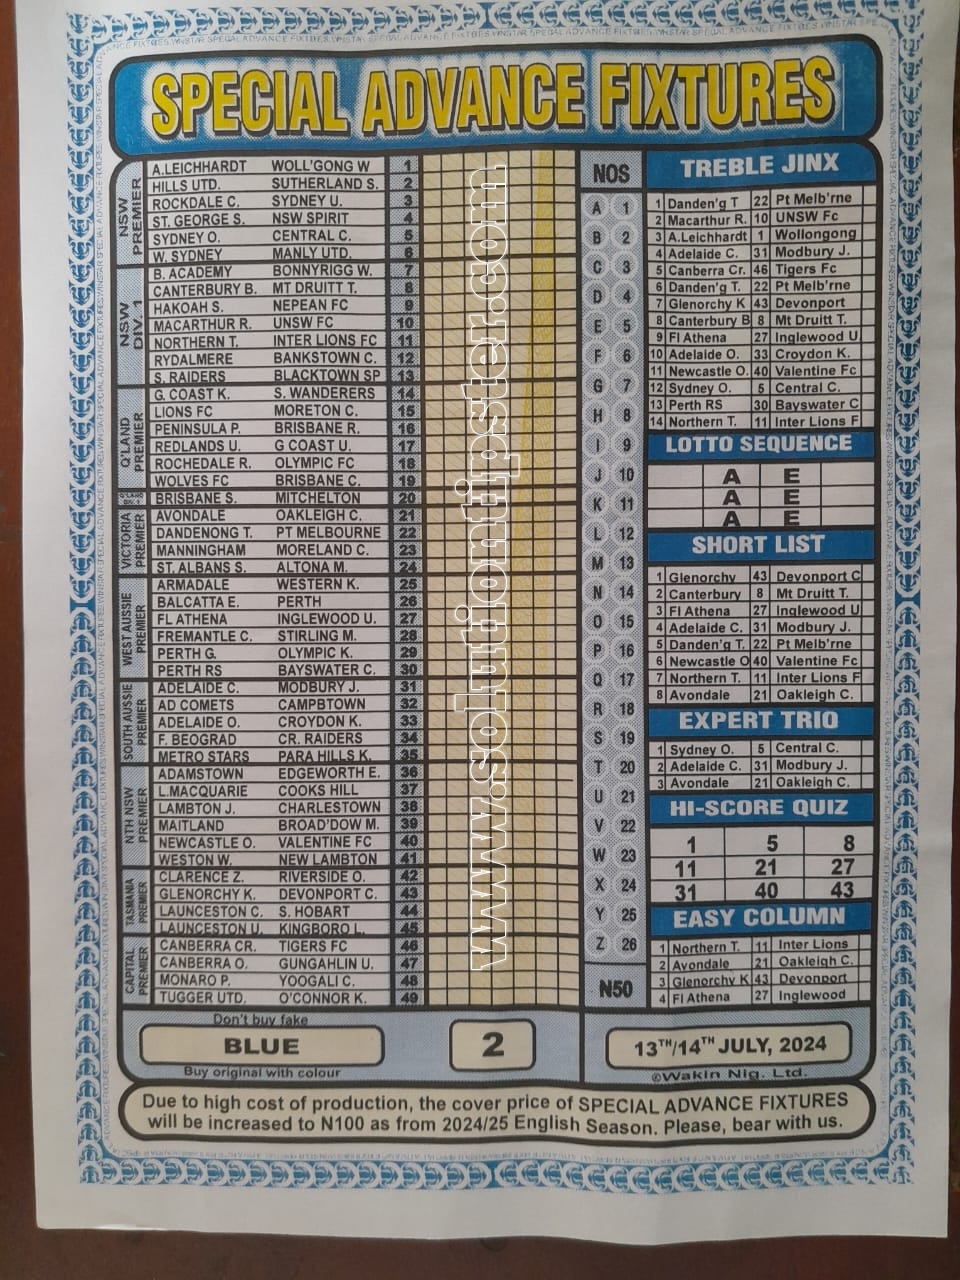 SPECIAL ADVANCE FIXTURES
NSW PREMIER
A.LEICHHARDT WOLL'GONG W 1
HILLS UTD. SUTHERLAND S. 2
ROCKDALE C. SYDNEY U. 3
ST. GEORGE S. NSW SPIRIT 4
SYDNEY O. CENTRAL C. 5
W. SYDNEY MANLY UTD. 6
NSW DIV. 1
B. ACADEMY BONNYRIGG W. 7
CANTERBURY B. MT DRUITT T. 8
HAKOAH S. NEPEAN FC 9
MACARTHUR R. UNSW FC 10
NORTHERN T. INTER LIONS FC 11
RYDALMERE BANKSTOWN C. 12
S. RAIDERS BLACKTOWN SP 13
Q'LAND PREMIER
G. COAST K. S. WANDERERS 14
LIONS FC MORETON C. 15
PENINSULA P. BRISBANE R. 16
REDLANDS U. G COAST U. 17
ROCHEDALE R. OLYMPIC FC 18
WOLVES FC BRISBANE C. 19
Q'LAND DIV. 1
BRISBANE S. MITCHELTON 20
VICTORIA PREMIER
AVONDALE OAKLEIGH C. 21
DANDENONG T. PT MELBOURNE 22
MANNINGHAM MORELAND C. 23
ST. ALBANS S. ALTONA M. 24
WEST AUSSIE PREMIER
ARMADALE WESTERN K. 25
BALCATTA E. PERTH 26
FL ATHENA INGLEWOOD U. 27
FREMANTLE C. STIRLING M. 28
PERTH G. OLYMPIC K. 29
PERTH RS BAYSWATER C. 30
SOUTH AUSSIE PREMIER
ADELAIDE C. MODBURY J. 31
AD COMETS CAMPBTOWN 32
ADELAIDE O. CROYDON K. 33
F. BEOGRAD CR. RAIDERS 34
METRO STARS PARA HILLS K. 35
NTH NSW PREMIER
ADAMSTOWN EDGEWORTH E. 36
L.MACQUARIE COOKS HILL 37
LAMBTON J. CHARLESTOWN 38
MAITLAND BROAD'DOW M. 39
NEWCASTLE O. VALENTINE FC 40
WESTON W. NEW LAMBTON 41
TASMANIA PREMIER
CLARENCE Z. RIVERSIDE O. 42
GLENORCHY K. DEVONPORT C. 43
LAUNCESTON C. S. HOBART 44
LAUNCESTON U. KINGBORO L. 45
CAPITAL PREMIER
CANBERRA CR. TIGERS FC 46
CANBERRA O. GUNGAHLIN U. 47
MONARO P. YOOGALI C. 48
TUGGER UTD. O'CONNOR K. 49
www.solutiontipster.com
NOS
A 1
B 2
C 3
D 4
E 5
F 6
G 7
H 8
I 9
J 10
K 11
L 12
M 13
N 14
O 15
P 16
Q 17
R 18
S 19
T 20
U 21
V 22
W 23
X 24
Y 25
Z 26
N50
TREBLE JINX
1 Danden'g T 22 Pt Melb'rne
2 Macarthur R. 10 UNSW Fc
3 A.Leichhardt 1 Wollongong
4 Adelaide C. 31 Modbury J.
5 Canberra Cr. 46 Tigers Fc
6 Danden'g T. 22 Pt Melb'rne
7 Glenorchy K 43 Devonport
8 Canterbury B 8 Mt Druitt T.
9 Fl Athena 27 Inglewood U
10 Adelaide O. 33 Croydon K.
11 Newcastle O. 40 Valentine Fc
12 Sydney O. 5 Central C.
13 Perth RS 30 Bayswater C
14 Northern T. 11 Inter Lions F
LOTTO SEQUENCE
A E
A E
A E
SHORT LIST
1 Glenorchy 43 Devonport C
2 Canterbury 8 Mt Druitt T.
3 Fl Athena 27 Inglewood U
4 Adelaide C. 31 Modbury J.
5 Danden'g T. 22 Pt Melb'rne
6 Newcastle O 40 Valentine Fc
7 Northern T. 11 Inter Lions F
8 Avondale 21 Oakleigh C.
EXPERT TRIO
1 Sydney O. 5 Central C.
2 Adelaide C. 31 Modbury J.
3 Avondale 21 Oakleigh C.
HI-SCORE QUIZ
1 5 8
11 21 27
31 40 43
EASY COLUMN
1 Northern T. 11 Inter Lions
2 Avondale 21 Oakleigh C.
3 Glenorchy K 43 Devonport
4 Fl Athena 27 Inglewood
Don't buy fake
BLUE
Buy original with colour
2
13TH/14TH JULY, 2024
©Wakin Nig. Ltd.
Due to high cost of production, the cover price of SPECIAL ADVANCE FIXTURES
will be increased to N100 as from 2024/25 English Season. Please, bear with us.